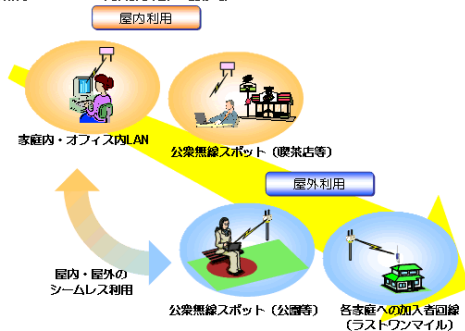 屋内利用
家庭内・オフィス内LAN
公衆無線スポット（喫茶店等）
屋外利用
屋内・屋外の
シームレス利用
公衆無線スポット（公園等）
各家庭への加入者回線
（ラストワンマイル）